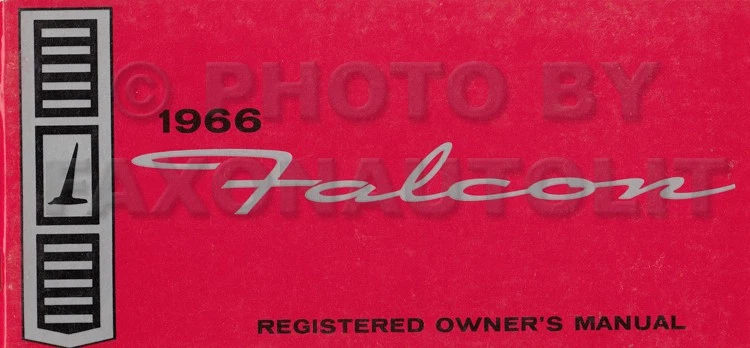 © PHOTO BY
1966
FAXONAUTOLIT
Falcon
REGISTERED OWNER'S MANUAL